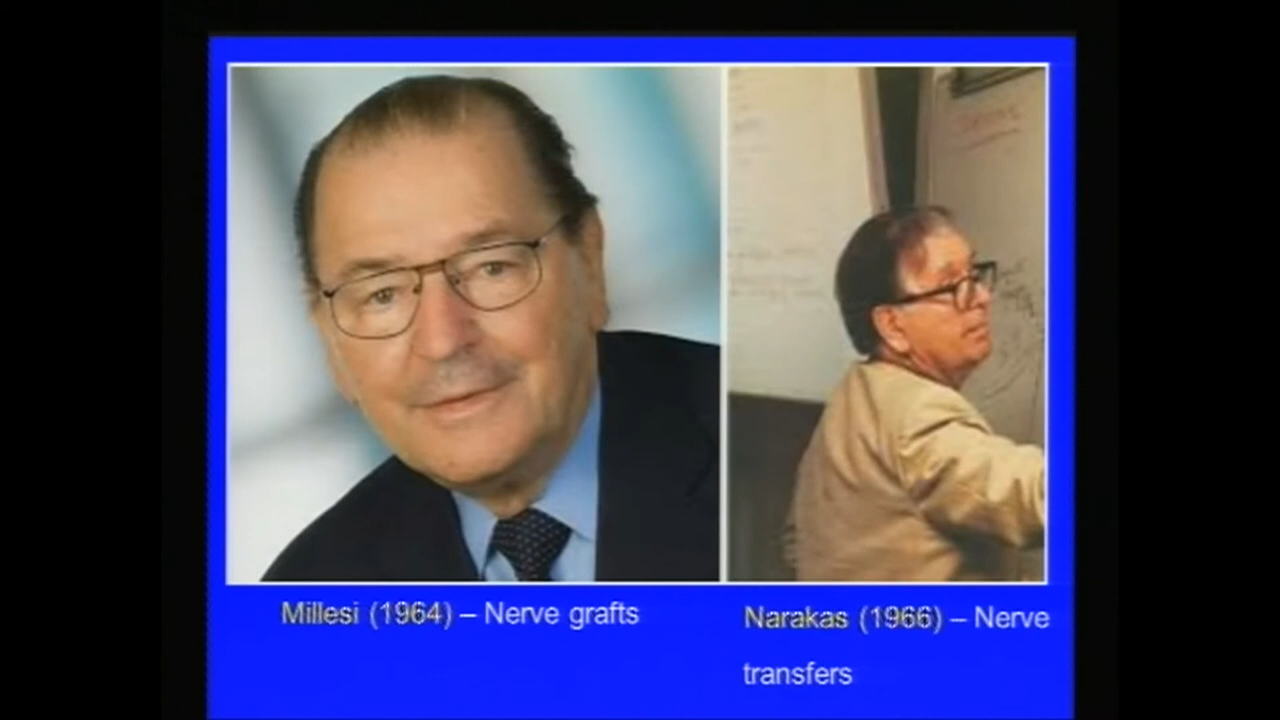 Millesi (1964) – Nerve grafts
Narakas (1966) – Nerve
transfers